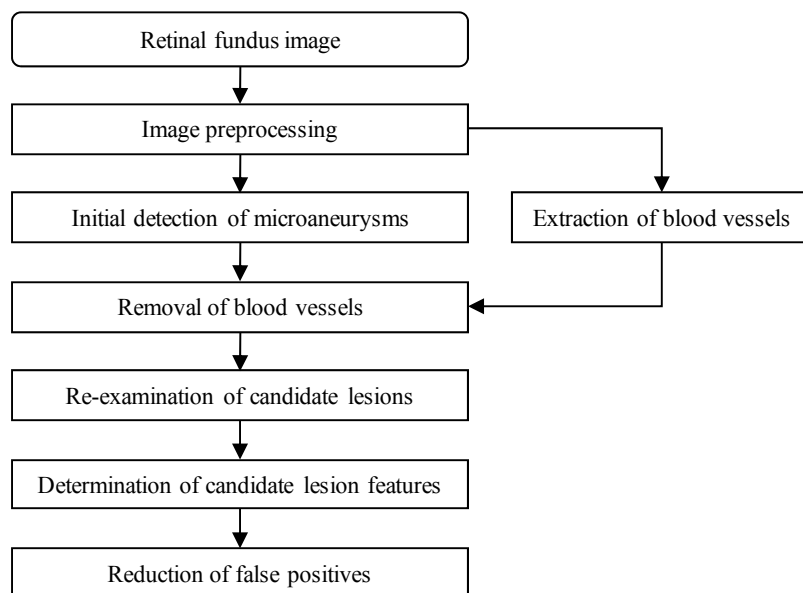 Retinal fundus image
Image preprocessing
Initial detection of microaneurysms
Extraction of blood vessels
Removal of blood vessels
Re-examination of candidate lesions
Determination of candidate lesion features
Reduction of false positives